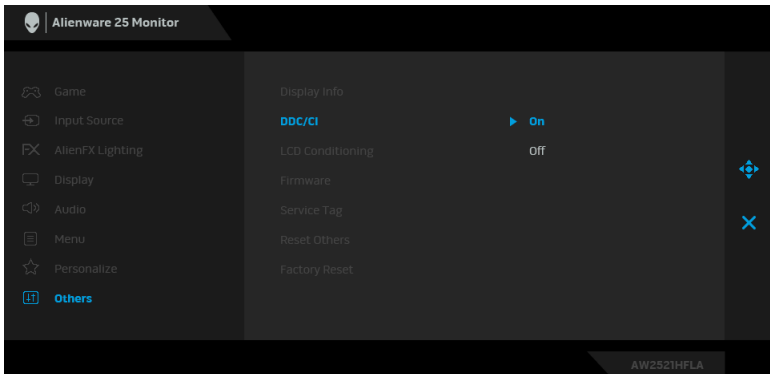 Alienware 25 Monitor
Game
Input Source
AlienFX Lighting
Display
Audio
Menu
Personalize
Others
Display Info
DDC/CI On
LCD Conditioning Off
Firmware
Service Tag
Reset Others
Factory Reset
AW2521HFLA